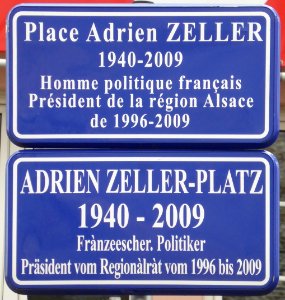 Place Adrien ZELLER
1940-2009
Homme politique français
Président de la région Alsace
de 1996-2009
ADRIEN ZELLER-PLATZ
1940 - 2009
Frànzeescher. Politiker
Präsident vom Regionàlràt vom 1996 bis 2009